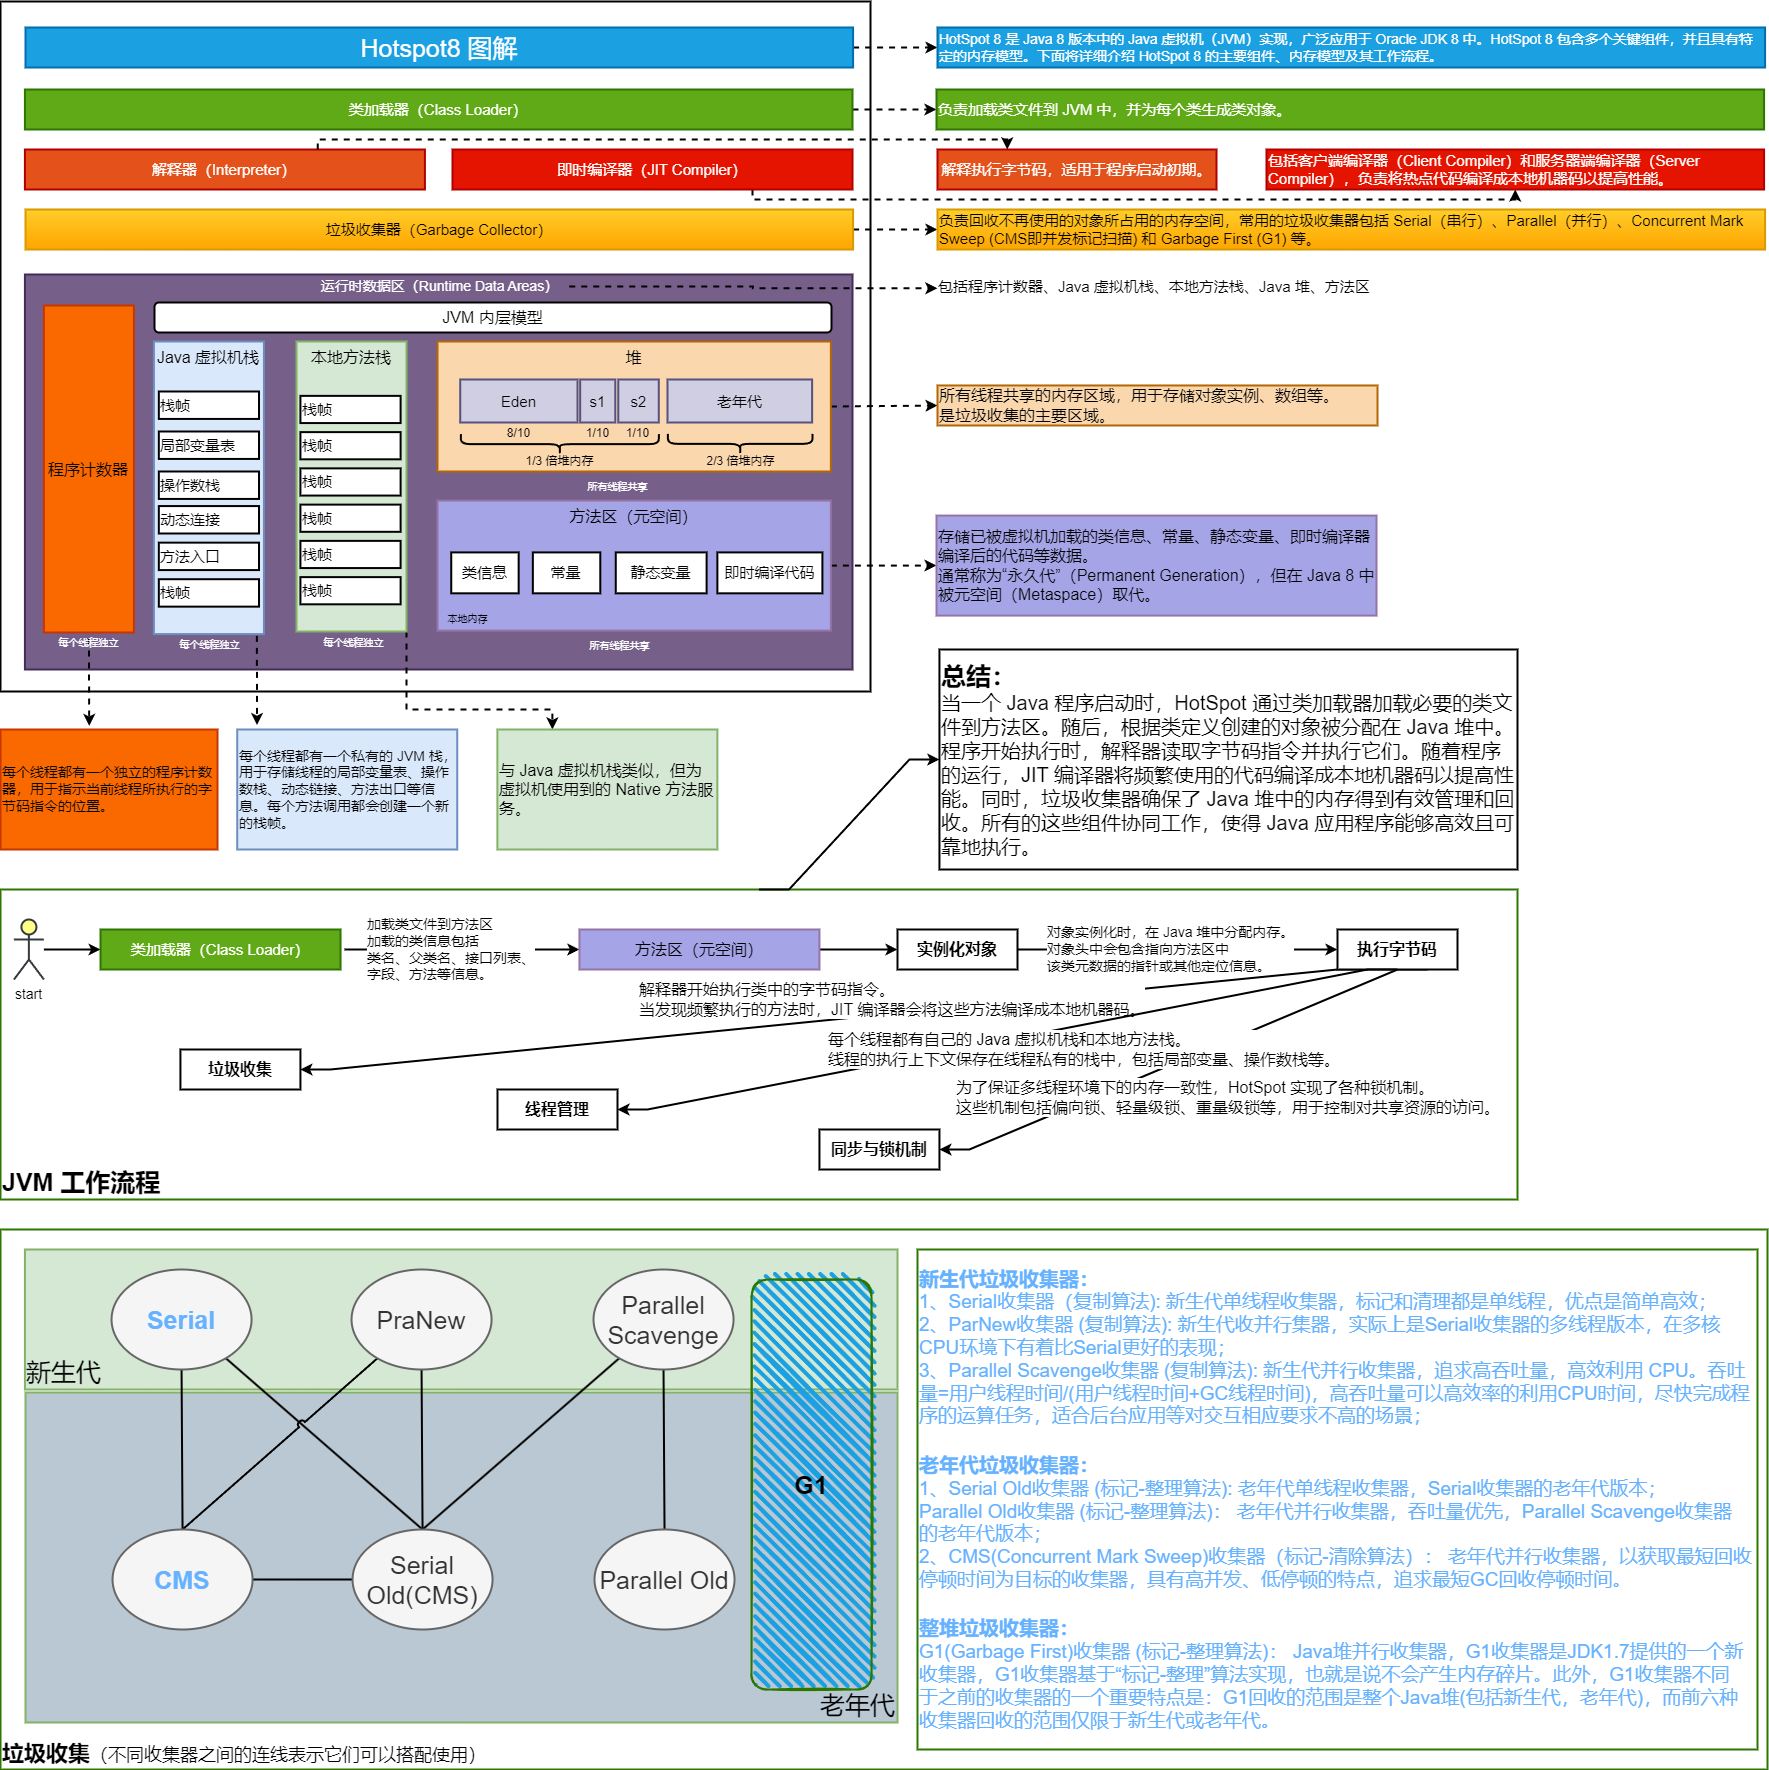 Hotspot8 图解
HotSpot 8 是 Java 8 版本中的 Java 虚拟机（JVM）实现，广泛应用于 Oracle JDK 8 中。HotSpot 8 包含多个关键组件，并且具有特
定的内存模型。下面将详细介绍 HotSpot 8 的主要组件、内存模型及其工作流程。
类加载器（Class Loader）
负责加载类文件到 JVM 中，并为每个类生成类对象。
解释器（Interpreter）
即时编译器（JIT Compiler）
解释执行字节码，适用于程序启动初期。
包括客户端编译器（Client Compiler）和服务器端编译器（Server
Compiler），负责将热点代码编译成本地机器码以提高性能。
垃圾收集器（Garbage Collector）
负责回收不再使用的对象所占用的内存空间，常用的垃圾收集器包括 Serial（串行）、Parallel（并行）、Concurrent Mark
Sweep (CMS即并发标记扫描) 和 Garbage First (G1) 等。
运行时数据区（Runtime Data Areas）
包括程序计数器、Java 虚拟机栈、本地方法栈、Java 堆、方法区
JVM 内层模型
程序计数器
每个线程独立
Java 虚拟机栈
栈帧
局部变量表
操作数栈
动态连接
方法入口
栈帧
每个线程独立
本地方法栈
栈帧
栈帧
栈帧
栈帧
栈帧
栈帧
每个线程独立
堆
Eden
s1
s2
老年代
8/10
1/10
1/10
1/3 倍堆内存
2/3 倍堆内存
所有线程共享
所有线程共享的内存区域，用于存储对象实例、数组等。
是垃圾收集的主要区域。
方法区（元空间）
类信息
常量
静态变量
即时编译代码
本地内存
所有线程共享
存储已被虚拟机加载的类信息、常量、静态变量、即时编译器
编译后的代码等数据。
通常称为“永久代”（Permanent Generation），但在 Java 8 中
被元空间（Metaspace）取代。
每个线程都有一个独立的程序计数
器，用于指示当前线程所执行的字
节码指令的位置。
每个线程都有一个私有的 JVM 栈，
用于存储线程的局部变量表、操作
数栈、动态链接、方法出口等信
息。每个方法调用都会创建一个新
的栈帧。
与 Java 虚拟机栈类似，但为
虚拟机使用到的 Native 方法服
务。
总结：
当一个 Java 程序启动时，HotSpot 通过类加载器加载必要的类文
件到方法区。随后，根据类定义创建的对象被分配在 Java 堆中。
程序开始执行时，解释器读取字节码指令并执行它们。随着程序
的运行，JIT 编译器将频繁使用的代码编译成本地机器码以提高性
能。同时，垃圾收集器确保了 Java 堆中的内存得到有效管理和回
收。所有的这些组件协同工作，使得 Java 应用程序能够高效且可
靠地执行。
start
类加载器（Class Loader）
加载类文件到方法区
加载的类信息包括
类名、父类名、接口列表、
字段、方法等信息。
方法区（元空间）
实例化对象
对象实例化时，在 Java 堆中分配内存。
对象头中会包含指向方法区中
该类元数据的指针或其他定位信息。
执行字节码
解释器开始执行类中的字节码指令。
当发现频繁执行的方法时，JIT 编译器会将这些方法编译成本地机器码。
每个线程都有自己的 Java 虚拟机栈和本地方法栈。
线程的执行上下文保存在线程私有的栈中，包括局部变量、操作数栈等。
垃圾收集
为了保证多线程环境下的内存一致性，HotSpot 实现了各种锁机制。
这些机制包括偏向锁、轻量级锁、重量级锁等，用于控制对共享资源的访问。
线程管理
同步与锁机制
JVM 工作流程
Serial
PraNew
Parallel
Scavenge
新生代
G1
CMS
Serial
Old(CMS)
Parallel Old
老年代
垃圾收集（不同收集器之间的连线表示它们可以搭配使用）
新生代垃圾收集器：
1、Serial收集器（复制算法): 新生代单线程收集器，标记和清理都是单线程，优点是简单高效；
2、ParNew收集器 (复制算法): 新生代收并行集器，实际上是Serial收集器的多线程版本，在多核
CPU环境下有着比Serial更好的表现；
3、Parallel Scavenge收集器 (复制算法): 新生代并行收集器，追求高吞吐量，高效利用 CPU。吞吐
量=用户线程时间/(用户线程时间+GC线程时间)，高吞吐量可以高效率的利用CPU时间，尽快完成程
序的运算任务，适合后台应用等对交互相应要求不高的场景；
老年代垃圾收集器：
1、Serial Old收集器 (标记-整理算法): 老年代单线程收集器，Serial收集器的老年代版本；
Parallel Old收集器 (标记-整理算法)： 老年代并行收集器，吞吐量优先，Parallel Scavenge收集器
的老年代版本；
2、CMS(Concurrent Mark Sweep)收集器（标记-清除算法）： 老年代并行收集器，以获取最短回收
停顿时间为目标的收集器，具有高并发、低停顿的特点，追求最短GC回收停顿时间。
整堆垃圾收集器：
G1(Garbage First)收集器 (标记-整理算法)： Java堆并行收集器，G1收集器是JDK1.7提供的一个新
收集器，G1收集器基于“标记-整理”算法实现，也就是说不会产生内存碎片。此外，G1收集器不同
于之前的收集器的一个重要特点是：G1回收的范围是整个Java堆(包括新生代，老年代)，而前六种
收集器回收的范围仅限于新生代或老年代。